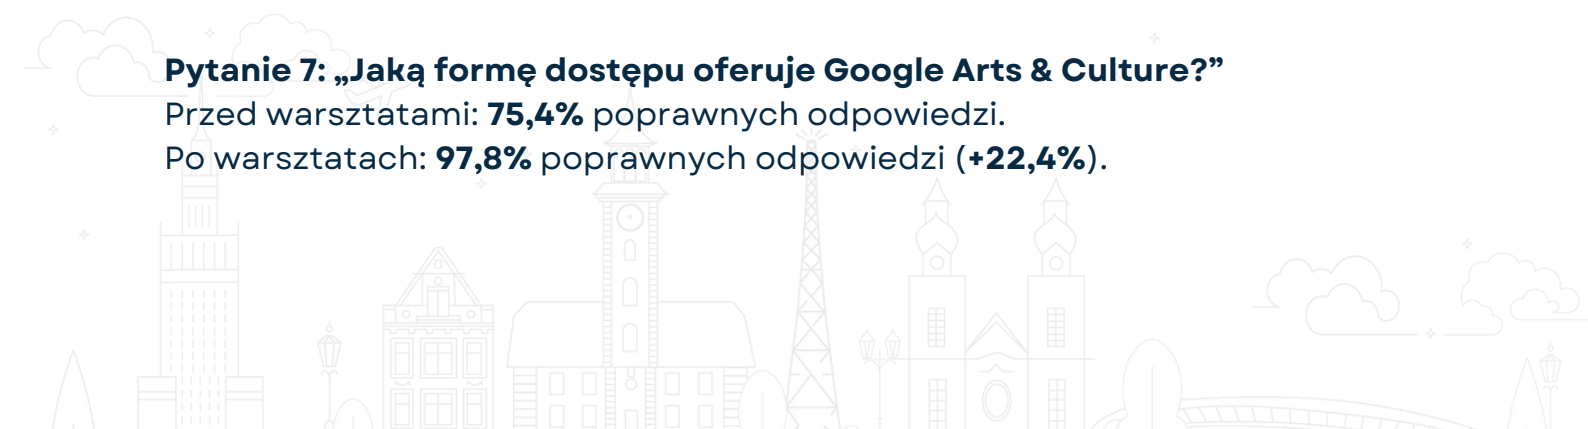 Pytanie 7: „Jaką formę dostępu oferuje Google Arts & Culture?”
Przed warsztatami: 75,4% poprawnych odpowiedzi.
Po warsztatach: 97,8% poprawnych odpowiedzi (+22,4%).